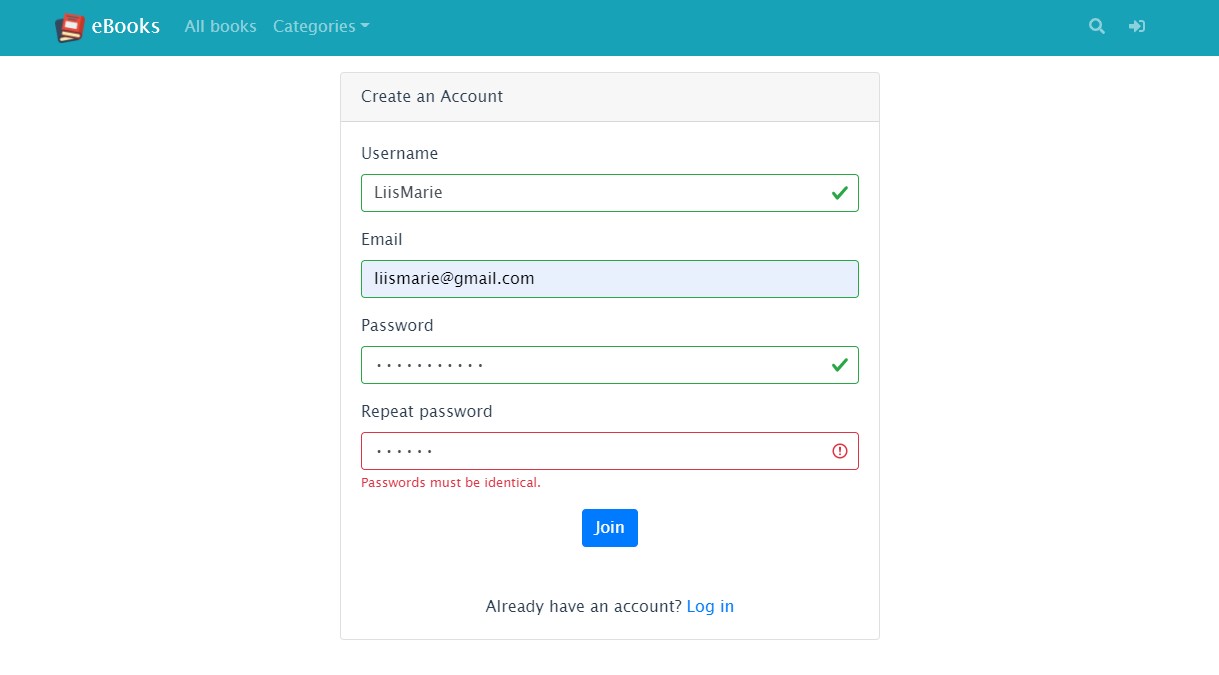 eBooks All books Categories
Create an Account
Username
LiisMarie
Email
liismarie@gmail.com
Password
•••••••••••
Repeat password
••••••
Passwords must be identical.
Join
Already have an account? Log in